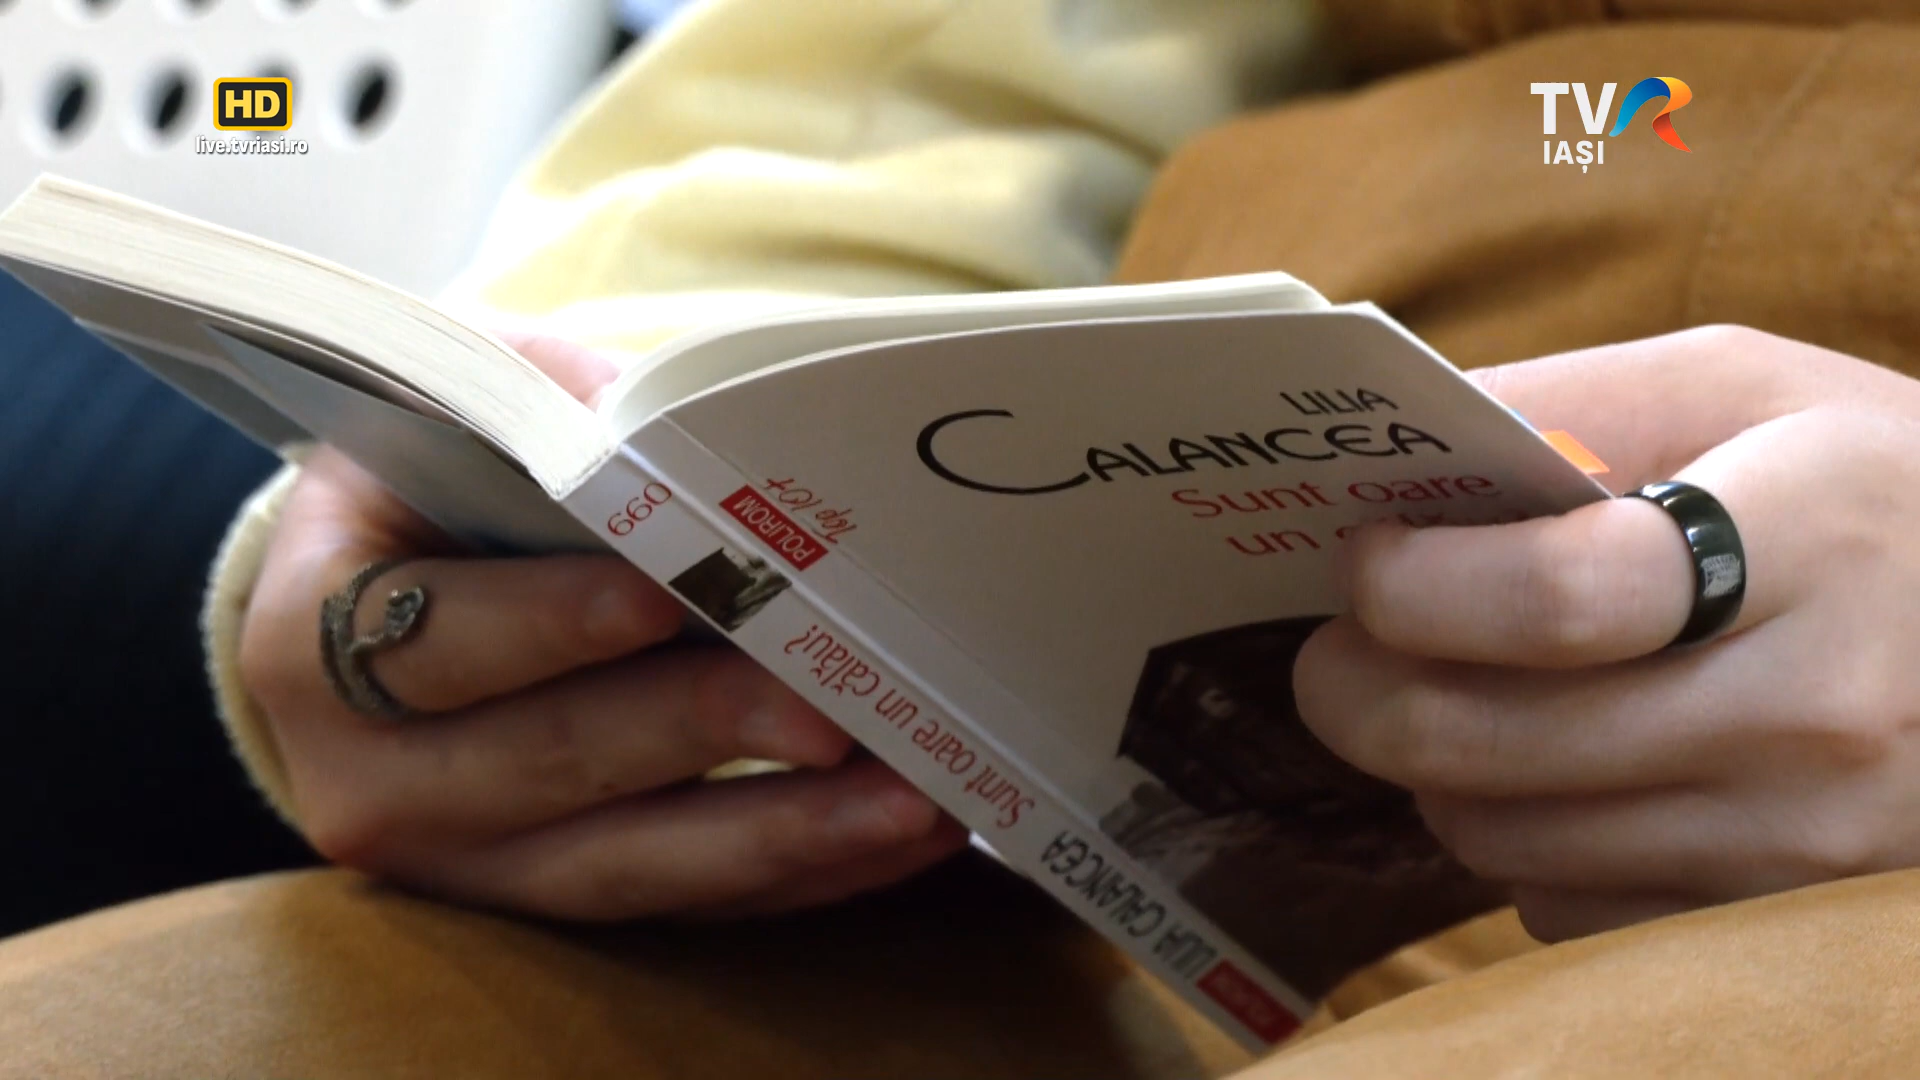 HD
live.tvriasi.ro
TVR
IAȘI
LILIA
CALANCEA
Sunt oare
un
Top 10+
POLIROM
660
Sunt oare un călău?
LILIA CALANCEA
POLIROM